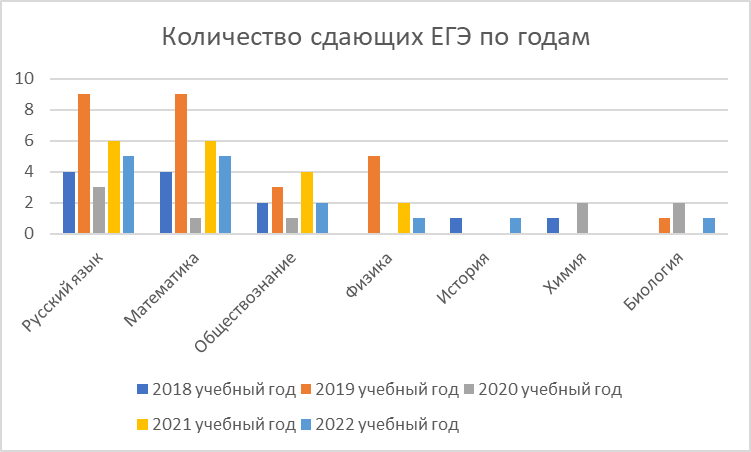 Количество сдающих ЕГЭ по годам
10
8
6
4
2
0
Русский язык
Математика
Обществознание
Физика
История
Химия
Биология
2018 учебный год 2019 учебный год 2020 учебный год
2021 учебный год 2022 учебный год